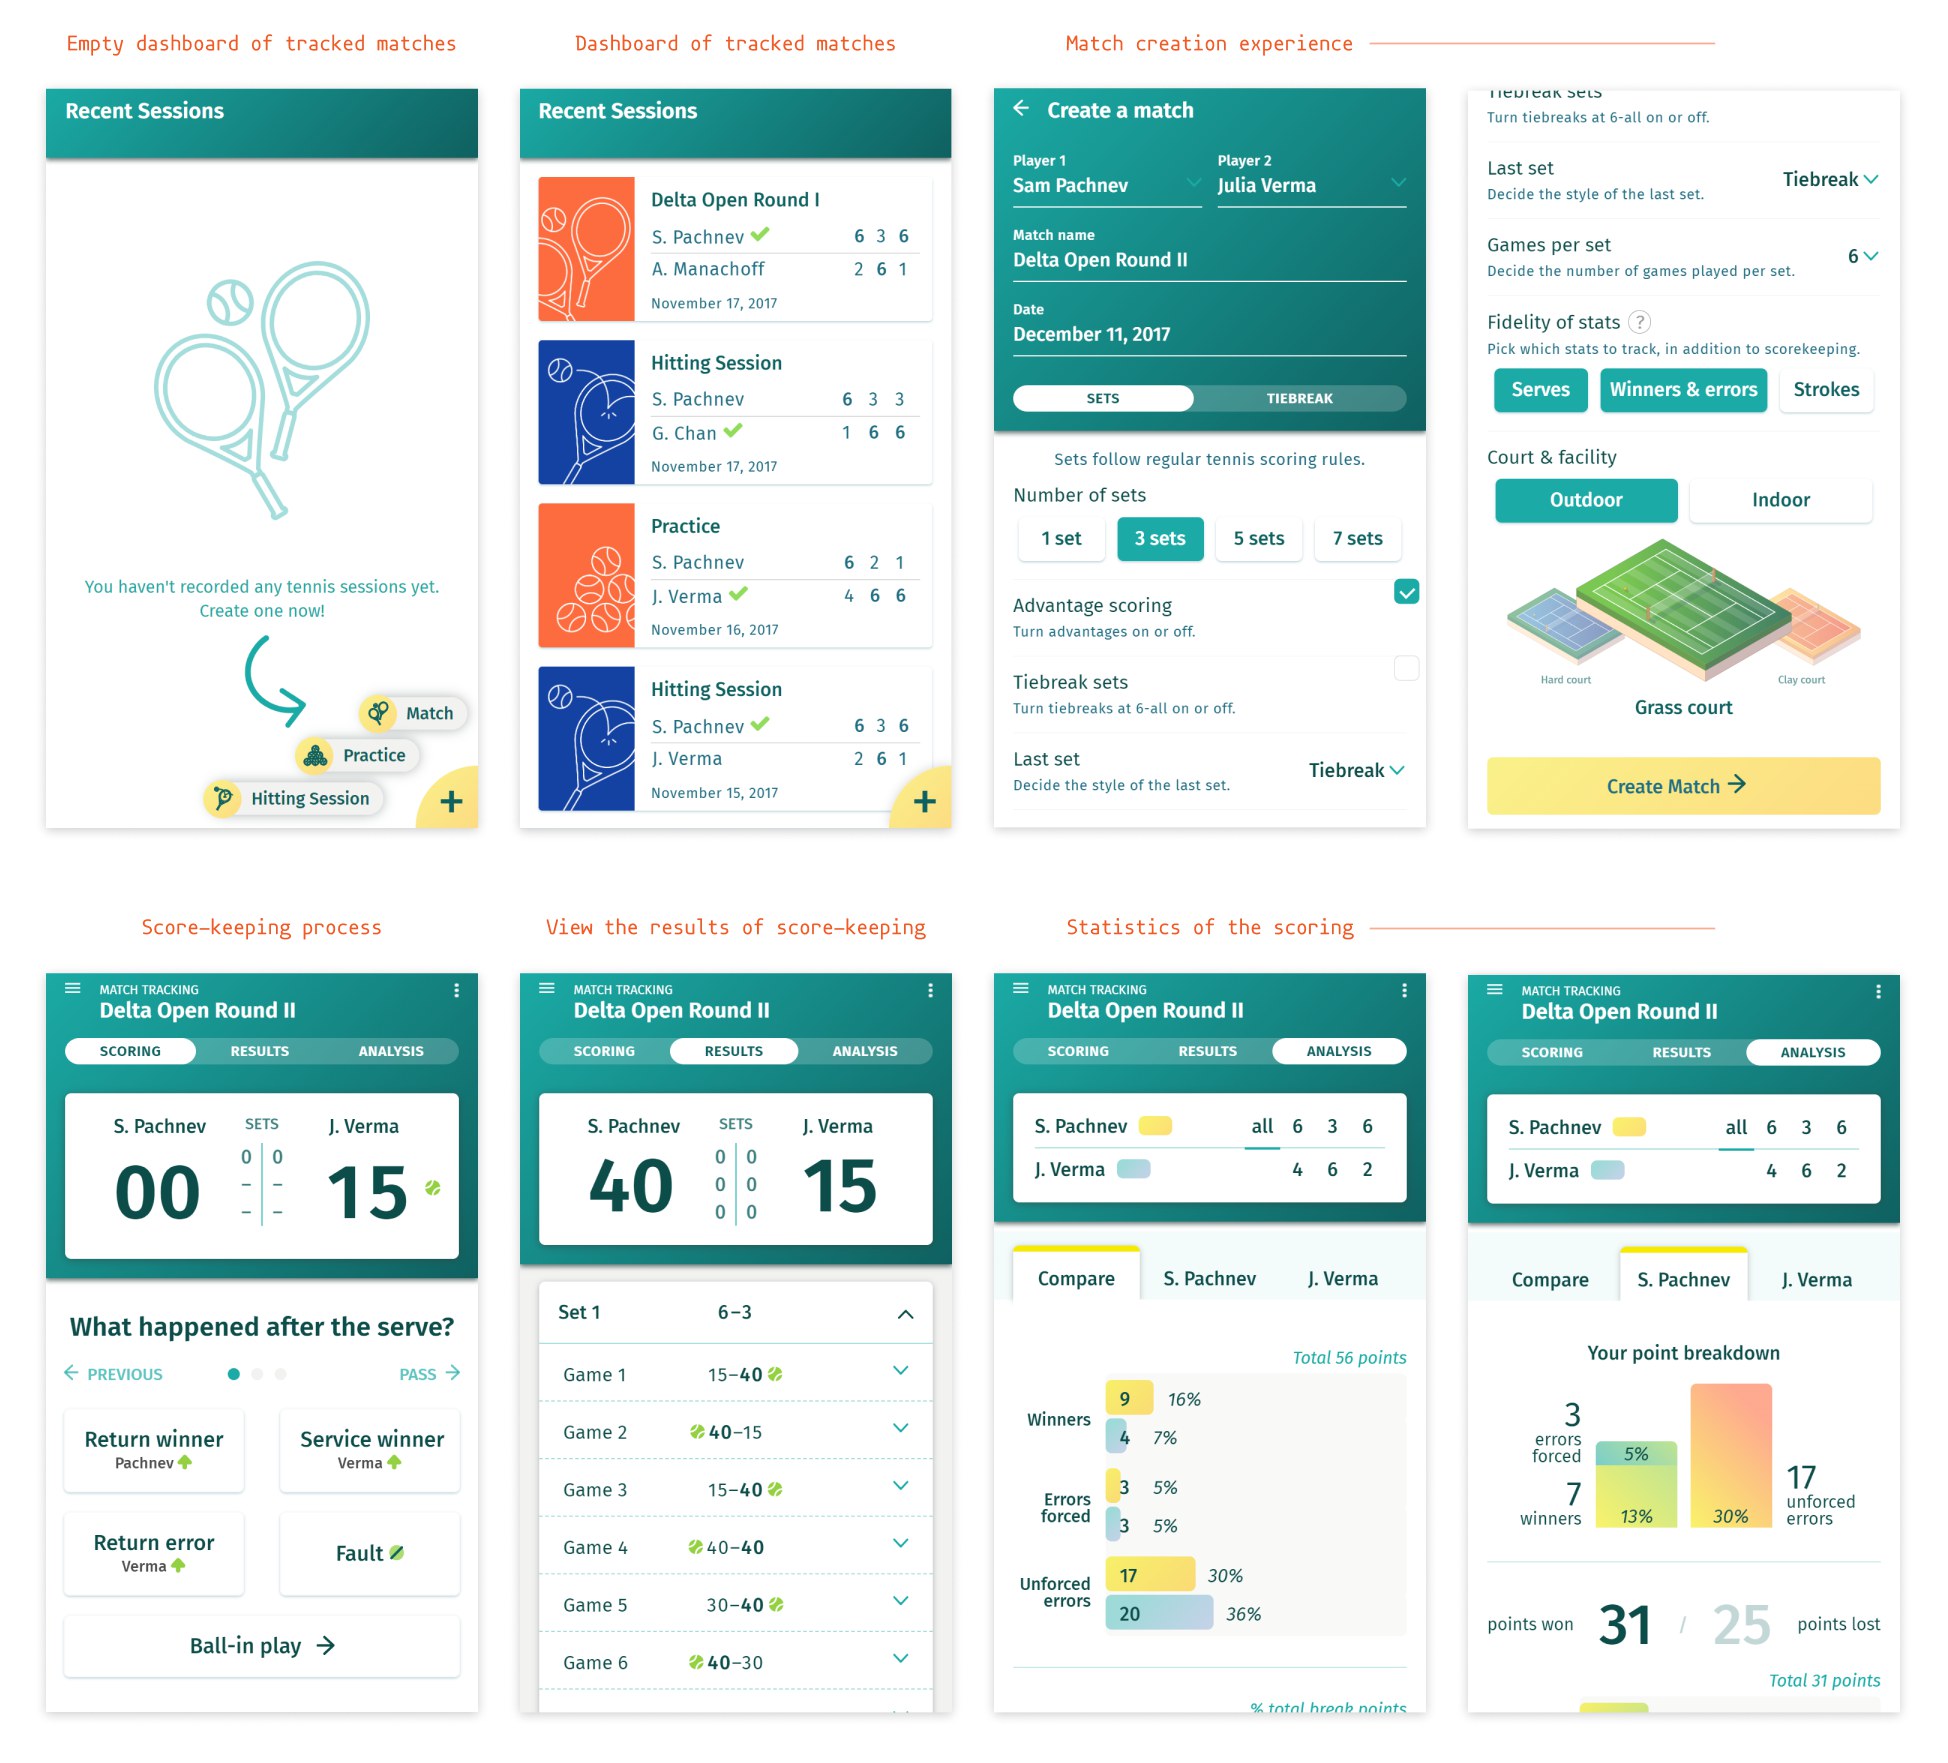 Empty dashboard of tracked matches
Recent Sessions
You haven't recorded any tennis sessions yet.
Create one now!
Match
Practice
Hitting Session
+
Dashboard of tracked matches
Recent Sessions
Delta Open Round I
S. Pachnev 6 3 6
A. Manachoff 2 6 1
November 17, 2017
Hitting Session
S. Pachnev 6 3 3
G. Chan 1 6 6
November 17, 2017
Practice
S. Pachnev 6 2 1
J. Verma 4 6 6
November 16, 2017
Hitting Session
S. Pachnev 6 3 6
J. Verma 2 6 1
November 15, 2017
+
Match creation experience
Create a match
Player 1 Player 2
Sam Pachnev Julia Verma
Match name
Delta Open Round II
Date
December 11, 2017
SETS TIEBREAK
Sets follow regular tennis scoring rules.
Number of sets
1 set 3 sets 5 sets 7 sets
Advantage scoring
Turn advantages on or off.
Tiebreak sets
Turn tiebreaks at 6-all on or off.
Last set Tiebreak
Decide the style of the last set.
Tiebreak sets
Turn tiebreaks at 6-all on or off.
Last set Tiebreak
Decide the style of the last set.
Games per set 6
Decide the number of games played per set.
Fidelity of stats ?
Pick which stats to track, in addition to scorekeeping.
Serves Winners & errors Strokes
Court & facility
Outdoor Indoor
Hard court Clay court
Grass court
Create Match
Score-keeping process
MATCH TRACKING
Delta Open Round II
SCORING RESULTS ANALYSIS
S. Pachnev SETS J. Verma
00 0 0 15
– –
– –
What happened after the serve?
PREVIOUS PASS
Return winner Service winner
Pachnev Verma
Return error Fault
Verma
Ball-in play
View the results of score-keeping
MATCH TRACKING
Delta Open Round II
SCORING RESULTS ANALYSIS
S. Pachnev SETS J. Verma
40 0 0 15
0 0
0 0
Set 1 6–3
Game 1 15–40
Game 2 40–15
Game 3 15–40
Game 4 40–40
Game 5 30–40
Game 6 40–30
Statistics of the scoring
MATCH TRACKING
Delta Open Round II
SCORING RESULTS ANALYSIS
S. Pachnev all 6 3 6
J. Verma 4 6 2
Compare S. Pachnev J. Verma
Total 56 points
Winners 9 16%
4 7%
Errors forced 3 5%
3 5%
Unforced errors 17 30%
20 36%
% total break points
MATCH TRACKING
Delta Open Round II
SCORING RESULTS ANALYSIS
S. Pachnev all 6 3 6
J. Verma 4 6 2
Compare S. Pachnev J. Verma
Your point breakdown
3
errors
forced 5%
7
winners 13%
30%
17
unforced
errors
points won 31 / 25 points lost
Total 31 points